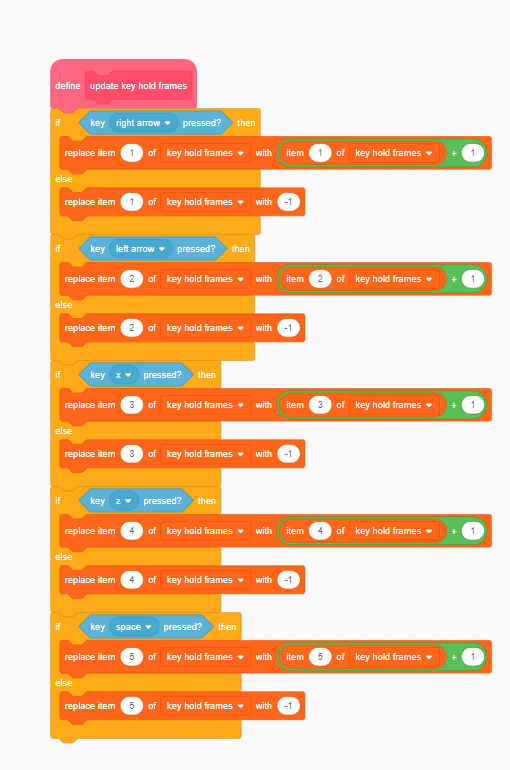 define update key hold frames
if key right arrow pressed? then
replace item 1 of key hold frames with item 1 of key hold frames + 1
else
replace item 1 of key hold frames with -1
if key left arrow pressed? then
replace item 2 of key hold frames with item 2 of key hold frames + 1
else
replace item 2 of key hold frames with -1
if key x pressed? then
replace item 3 of key hold frames with item 3 of key hold frames + 1
else
replace item 3 of key hold frames with -1
if key z pressed? then
replace item 4 of key hold frames with item 4 of key hold frames + 1
else
replace item 4 of key hold frames with -1
if key space pressed? then
replace item 5 of key hold frames with item 5 of key hold frames + 1
else
replace item 5 of key hold frames with -1